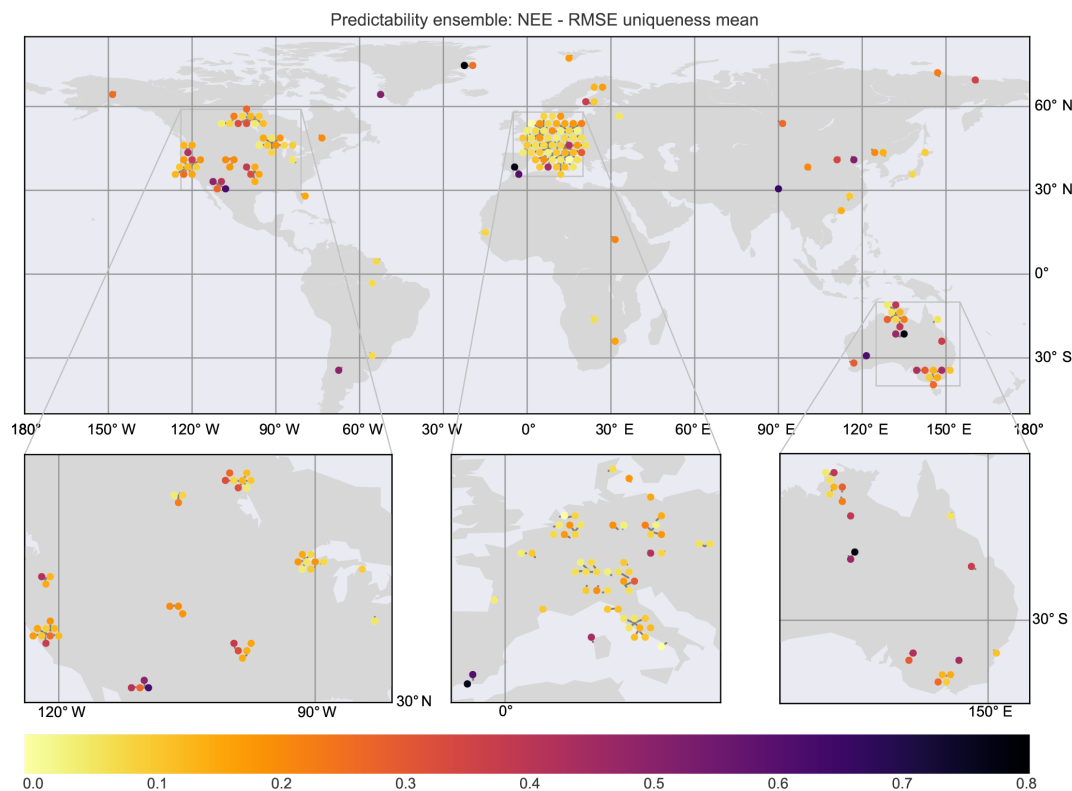 Predictability ensemble: NEE - RMSE uniqueness mean
60° N
30° N
0°
30° S
180° 150° W 120° W 90° W 60° W 30° W 0° 30° E 60° E 90° E 120° E 150° E 180°
30° S
30° N
120° W 90° W 0° 150° E
0.0 0.1 0.2 0.3 0.4 0.5 0.6 0.7 0.8